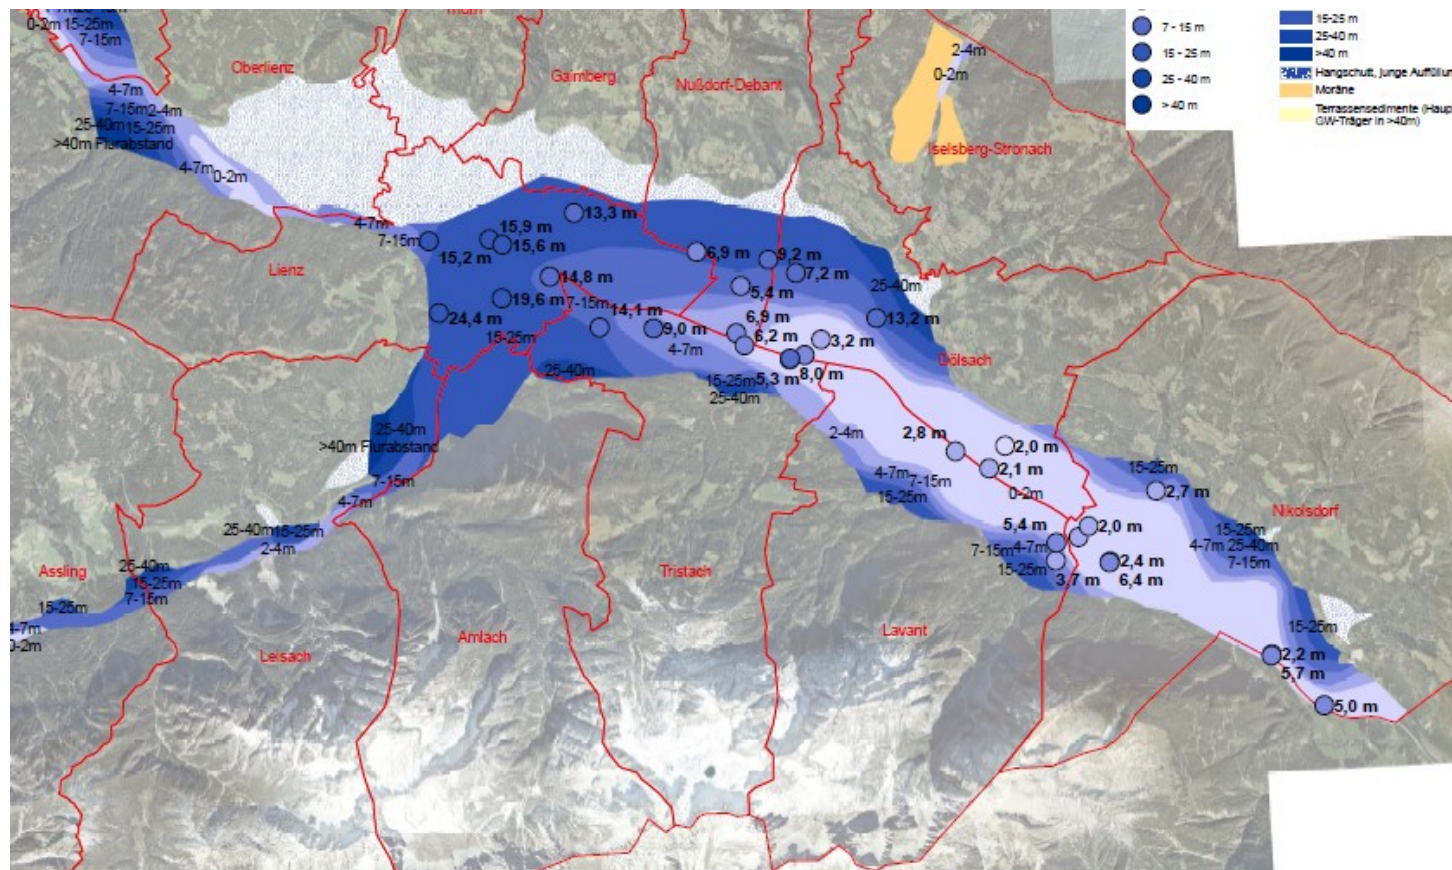 0-2m 15-25m
7-15m
Oberlienz
Gaimberg
Nußdorf-Debant
2-4m
0-2m
Iselsberg-Stronach
7 - 15 m
15 - 25 m
25 - 40 m
> 40 m
15-25 m
25-40 m
>40 m
Hangschutt, junge Auffüllun
Moräne
Terrassensedimente (Haup
GW-Träger in >40m)
4-7m
7-15m 2-4m
25-40m 15-25m
>40m Flurabstand
4-7m 0-2m
4-7m
7-15m
Lienz
15,9 m
15,2 m
15,6 m
13,3 m
14,8 m
19,6 m
24,4 m
15-25m
7-15m
14,1 m
9,0 m
4-7m
25-40m
6,9 m
9,2 m
7,2 m
5,4 m
6,9 m
6,2 m
3,2 m
5,3 m
8,0 m
13,2 m
25-40m
Dölsach
15-25m
25-40m
2-4m
25-40m
>40m Flurabstand
7-15m
4-7m
25-40m 15-25m
2-4m
Assling
25-40m
15-25m
7-15m
15-25m
4-7m
0-2m
Leisach
Amlach
Tristach
Lavant
2,8 m
2,0 m
2,1 m
0-2m
4-7m
7-15m
15-25m
15-25m
2,7 m
Nikolsdorf
15-25m
4-7m 25-40m
7-15m
5,4 m
2,0 m
7-15m 4-7m
15-25m
3,7 m
2,4 m
6,4 m
15-25m
2,2 m
5,7 m
5,0 m